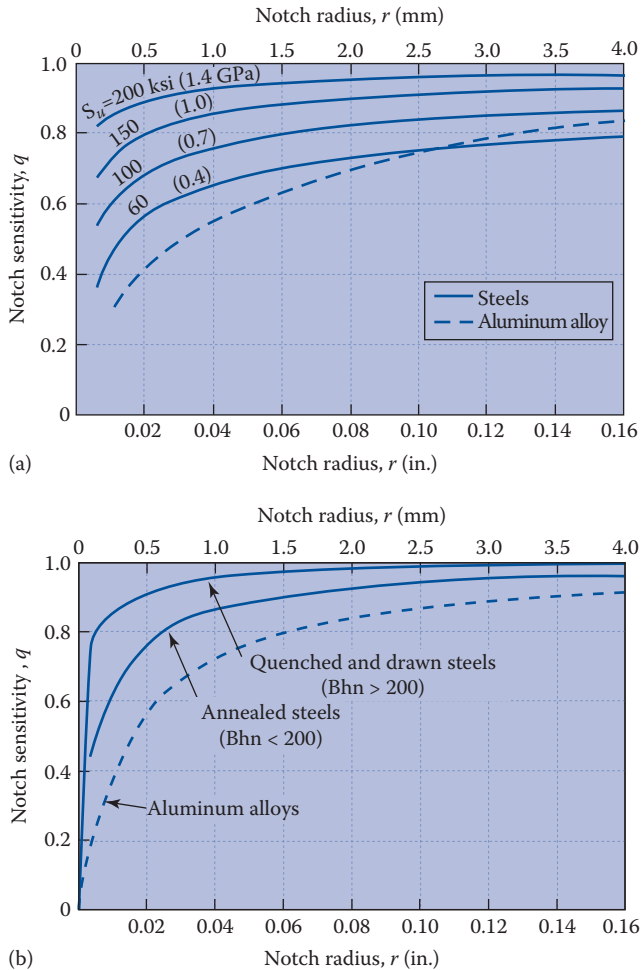 Notch radius, r (mm)
0 0.5 1.0 1.5 2.0 2.5 3.0 3.5 4.0
1.0
0.8
0.6
0.4
0.2
0
Notch sensitivity, q
Su=200 ksi (1.4 GPa)
150 (1.0)
100 (0.7)
60 (0.4)
Steels
Aluminum alloy
0.02 0.04 0.06 0.08 0.10 0.12 0.14 0.16
(a)
Notch radius, r (in.)
Notch radius, r (mm)
0 0.5 1.0 1.5 2.0 2.5 3.0 3.5 4.0
1.0
0.8
0.6
0.4
0.2
0
Notch sensitivity , q
Quenched and drawn steels
(Bhn > 200)
Annealed steels
(Bhn < 200)
Aluminum alloys
0.02 0.04 0.06 0.08 0.10 0.12 0.14 0.16
(b)
Notch radius, r (in.)